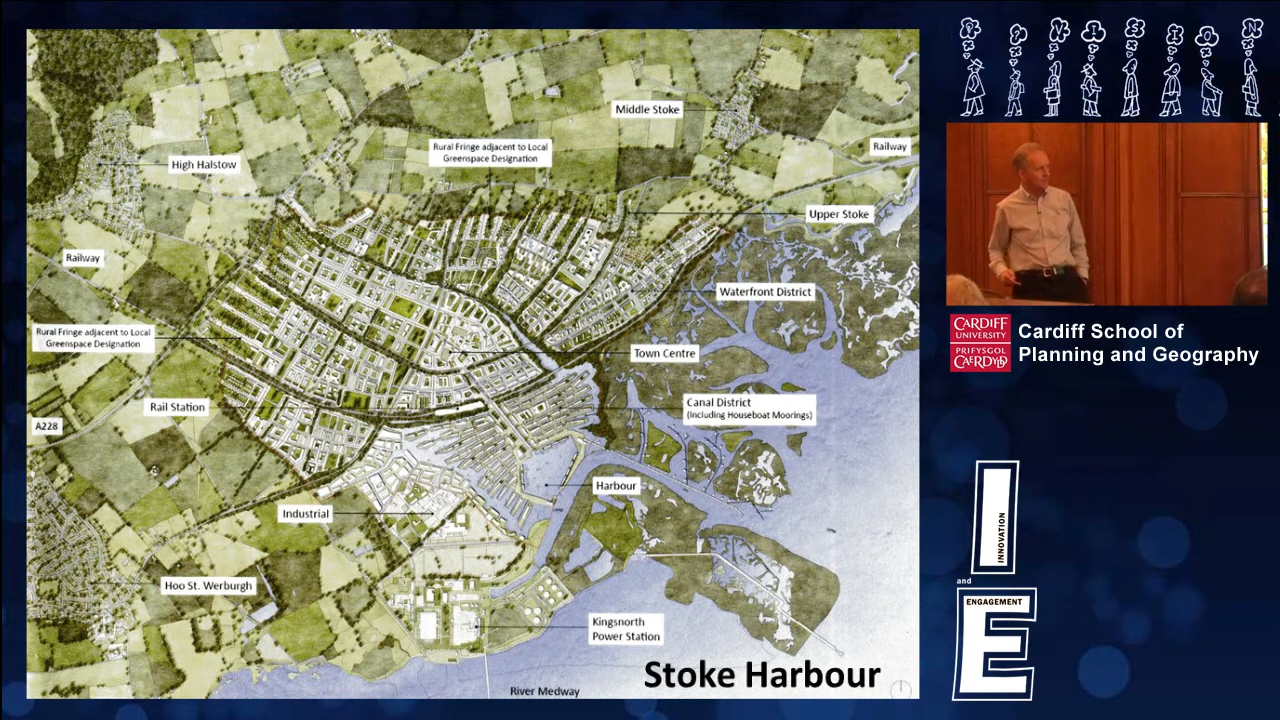 Middle Stoke
Railway
Rural Fringe adjacent to Local
Greenspace Designation
High Halstow
Upper Stoke
Railway
Waterfront District
Rural Fringe adjacent to Local
Greenspace Designation
Town Centre
Rail Station
Canal District
(Including Houseboat Moorings)
A228
Harbour
Industrial
Hoo St. Werburgh
Kingsnorth
Power Station
Stoke Harbour
River Medway
CARDIFF
UNIVERSITY
PRIFYSGOL
CAERDYDD
Cardiff School of
Planning and Geography
INNOVATION
I
and
ENGAGEMENT
E